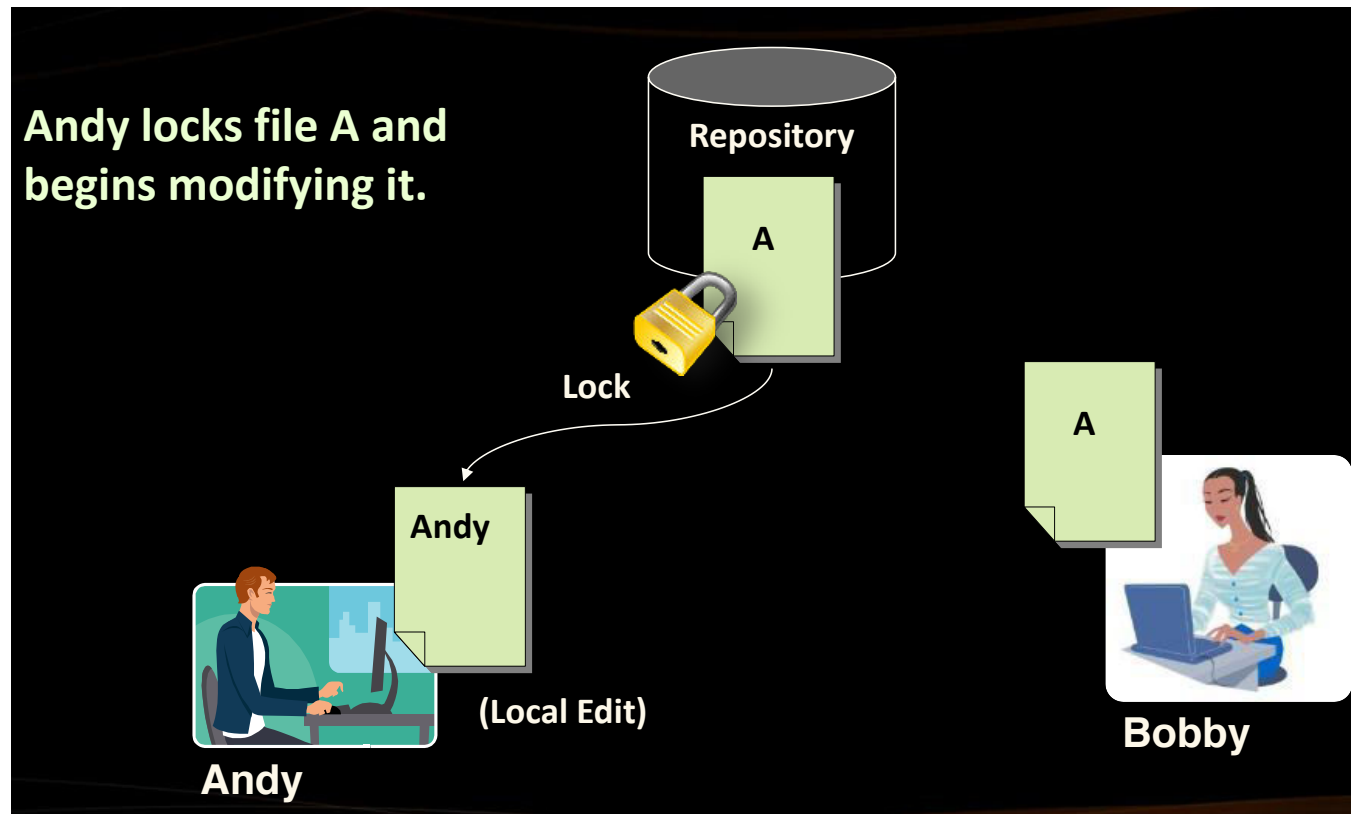 Andy locks file A and
begins modifying it.
Repository
A
Lock
A
Andy
(Local Edit)
Bobby
Andy